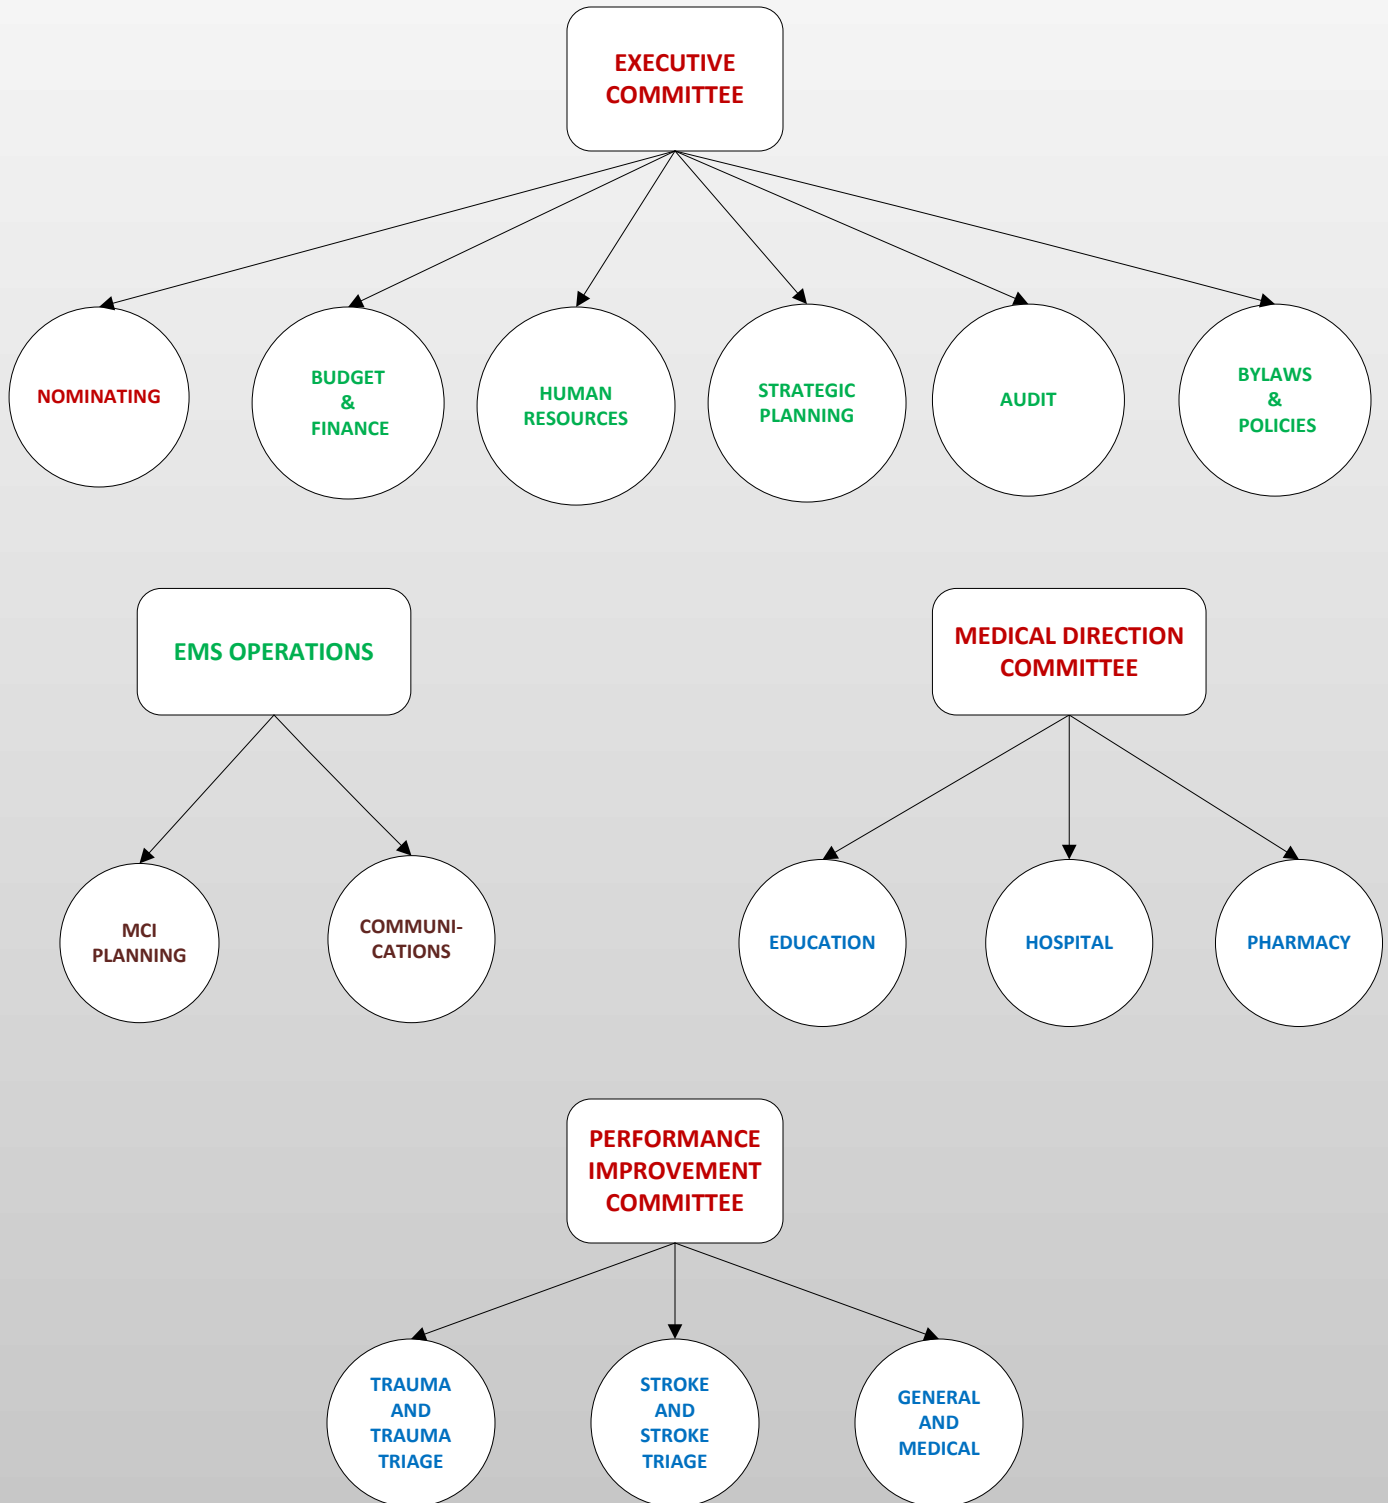 EXECUTIVE
COMMITTEE
NOMINATING
BUDGET
&
FINANCE
HUMAN
RESOURCES
STRATEGIC
PLANNING
AUDIT
BYLAWS
&
POLICIES
EMS OPERATIONS
MEDICAL DIRECTION
COMMITTEE
MCI
PLANNING
COMMUNI-
CATIONS
EDUCATION
HOSPITAL
PHARMACY
PERFORMANCE
IMPROVEMENT
COMMITTEE
TRAUMA
AND
TRAUMA
TRIAGE
STROKE
AND
STROKE
TRIAGE
GENERAL
AND
MEDICAL